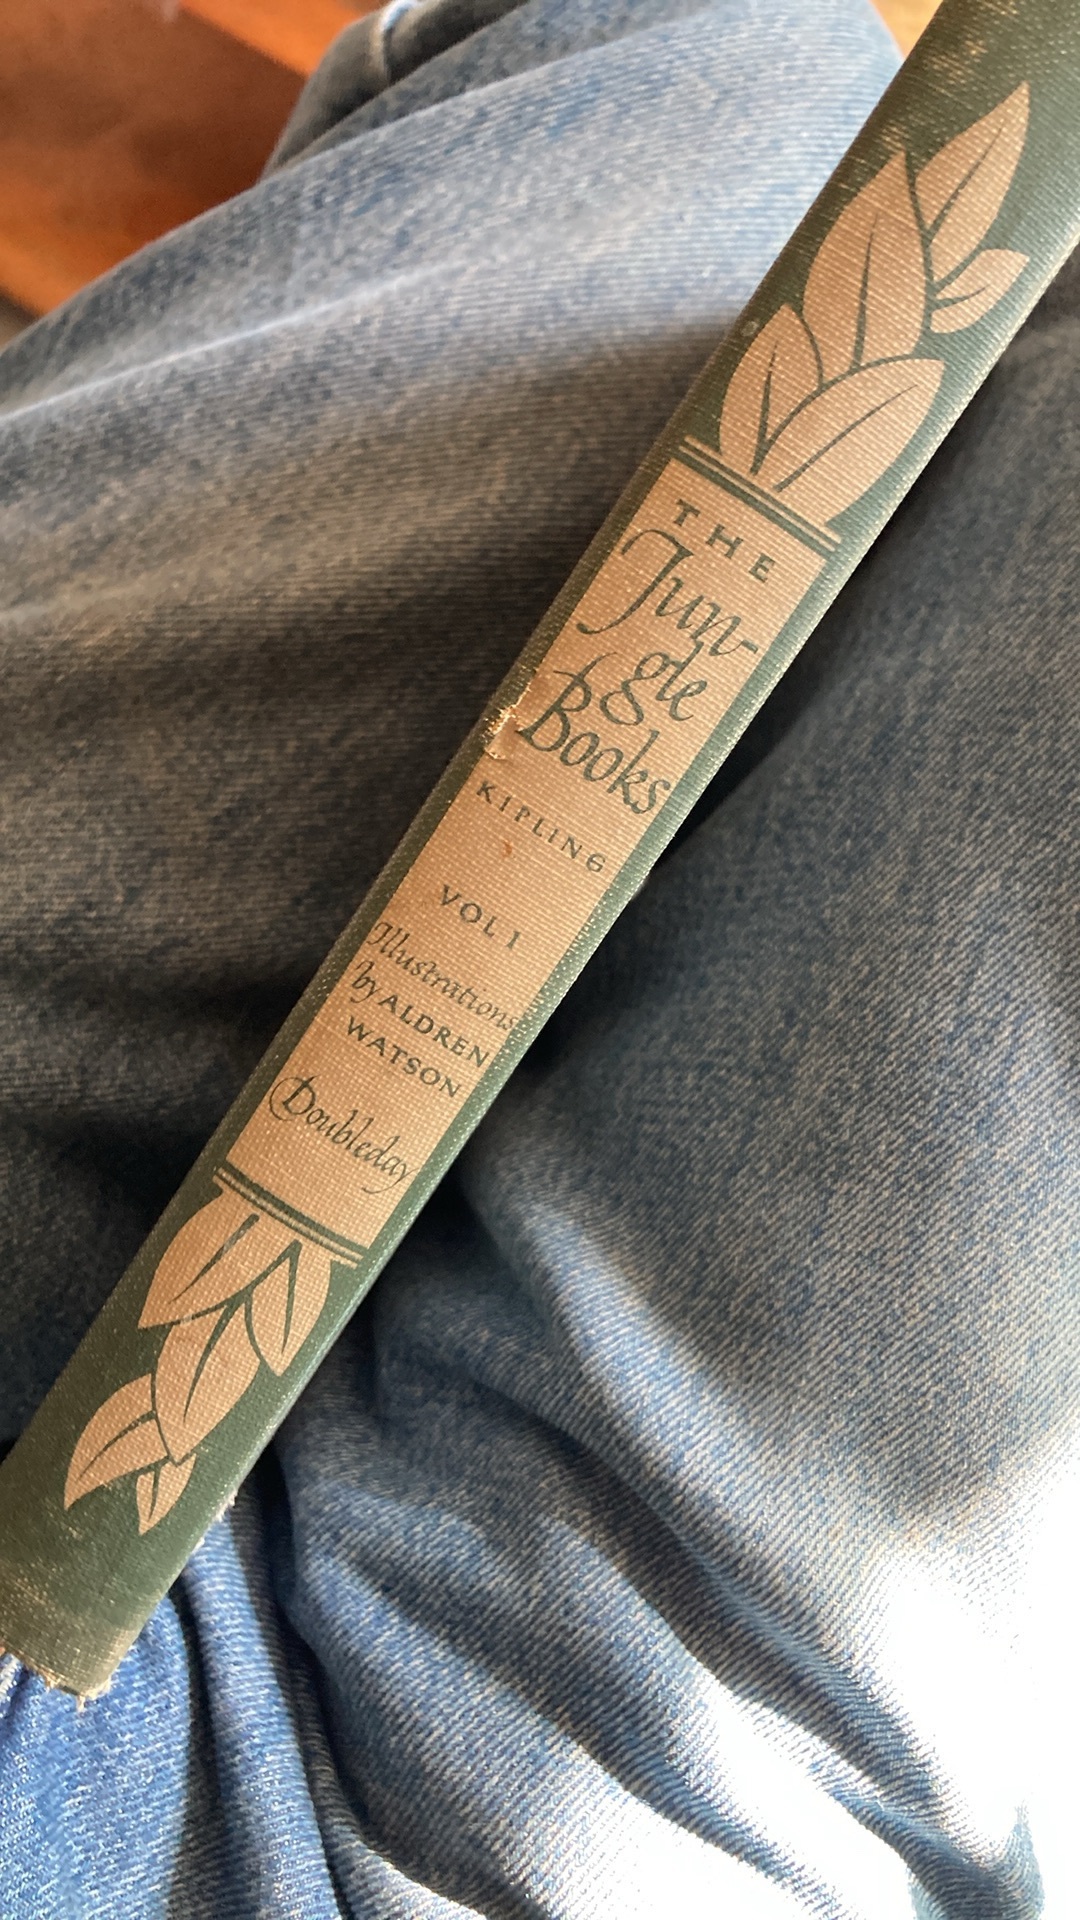 THE
Jun-
gle
Books
KIPLING
VOL I
Illustrations
by ALDREN
WATSON
Doubleday